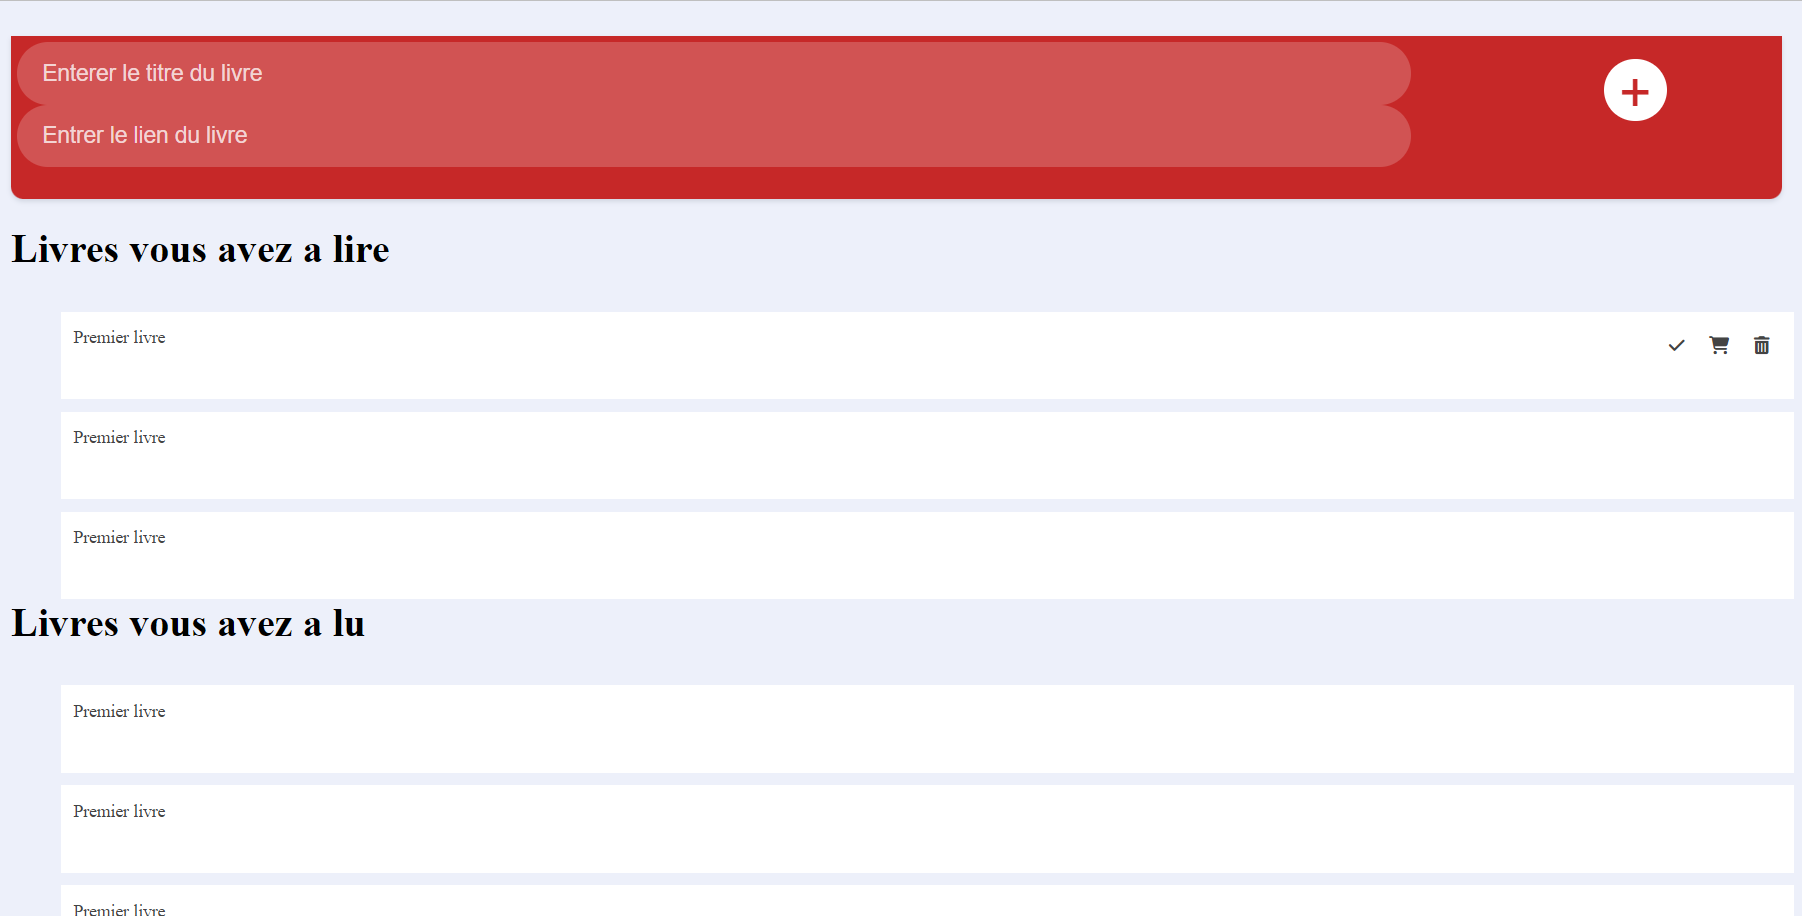 Enterer le titre du livre
Entrer le lien du livre
Livres vous avez a lire
Premier livre
Premier livre
Premier livre
Livres vous avez a lu
Premier livre
Premier livre
Premier livre